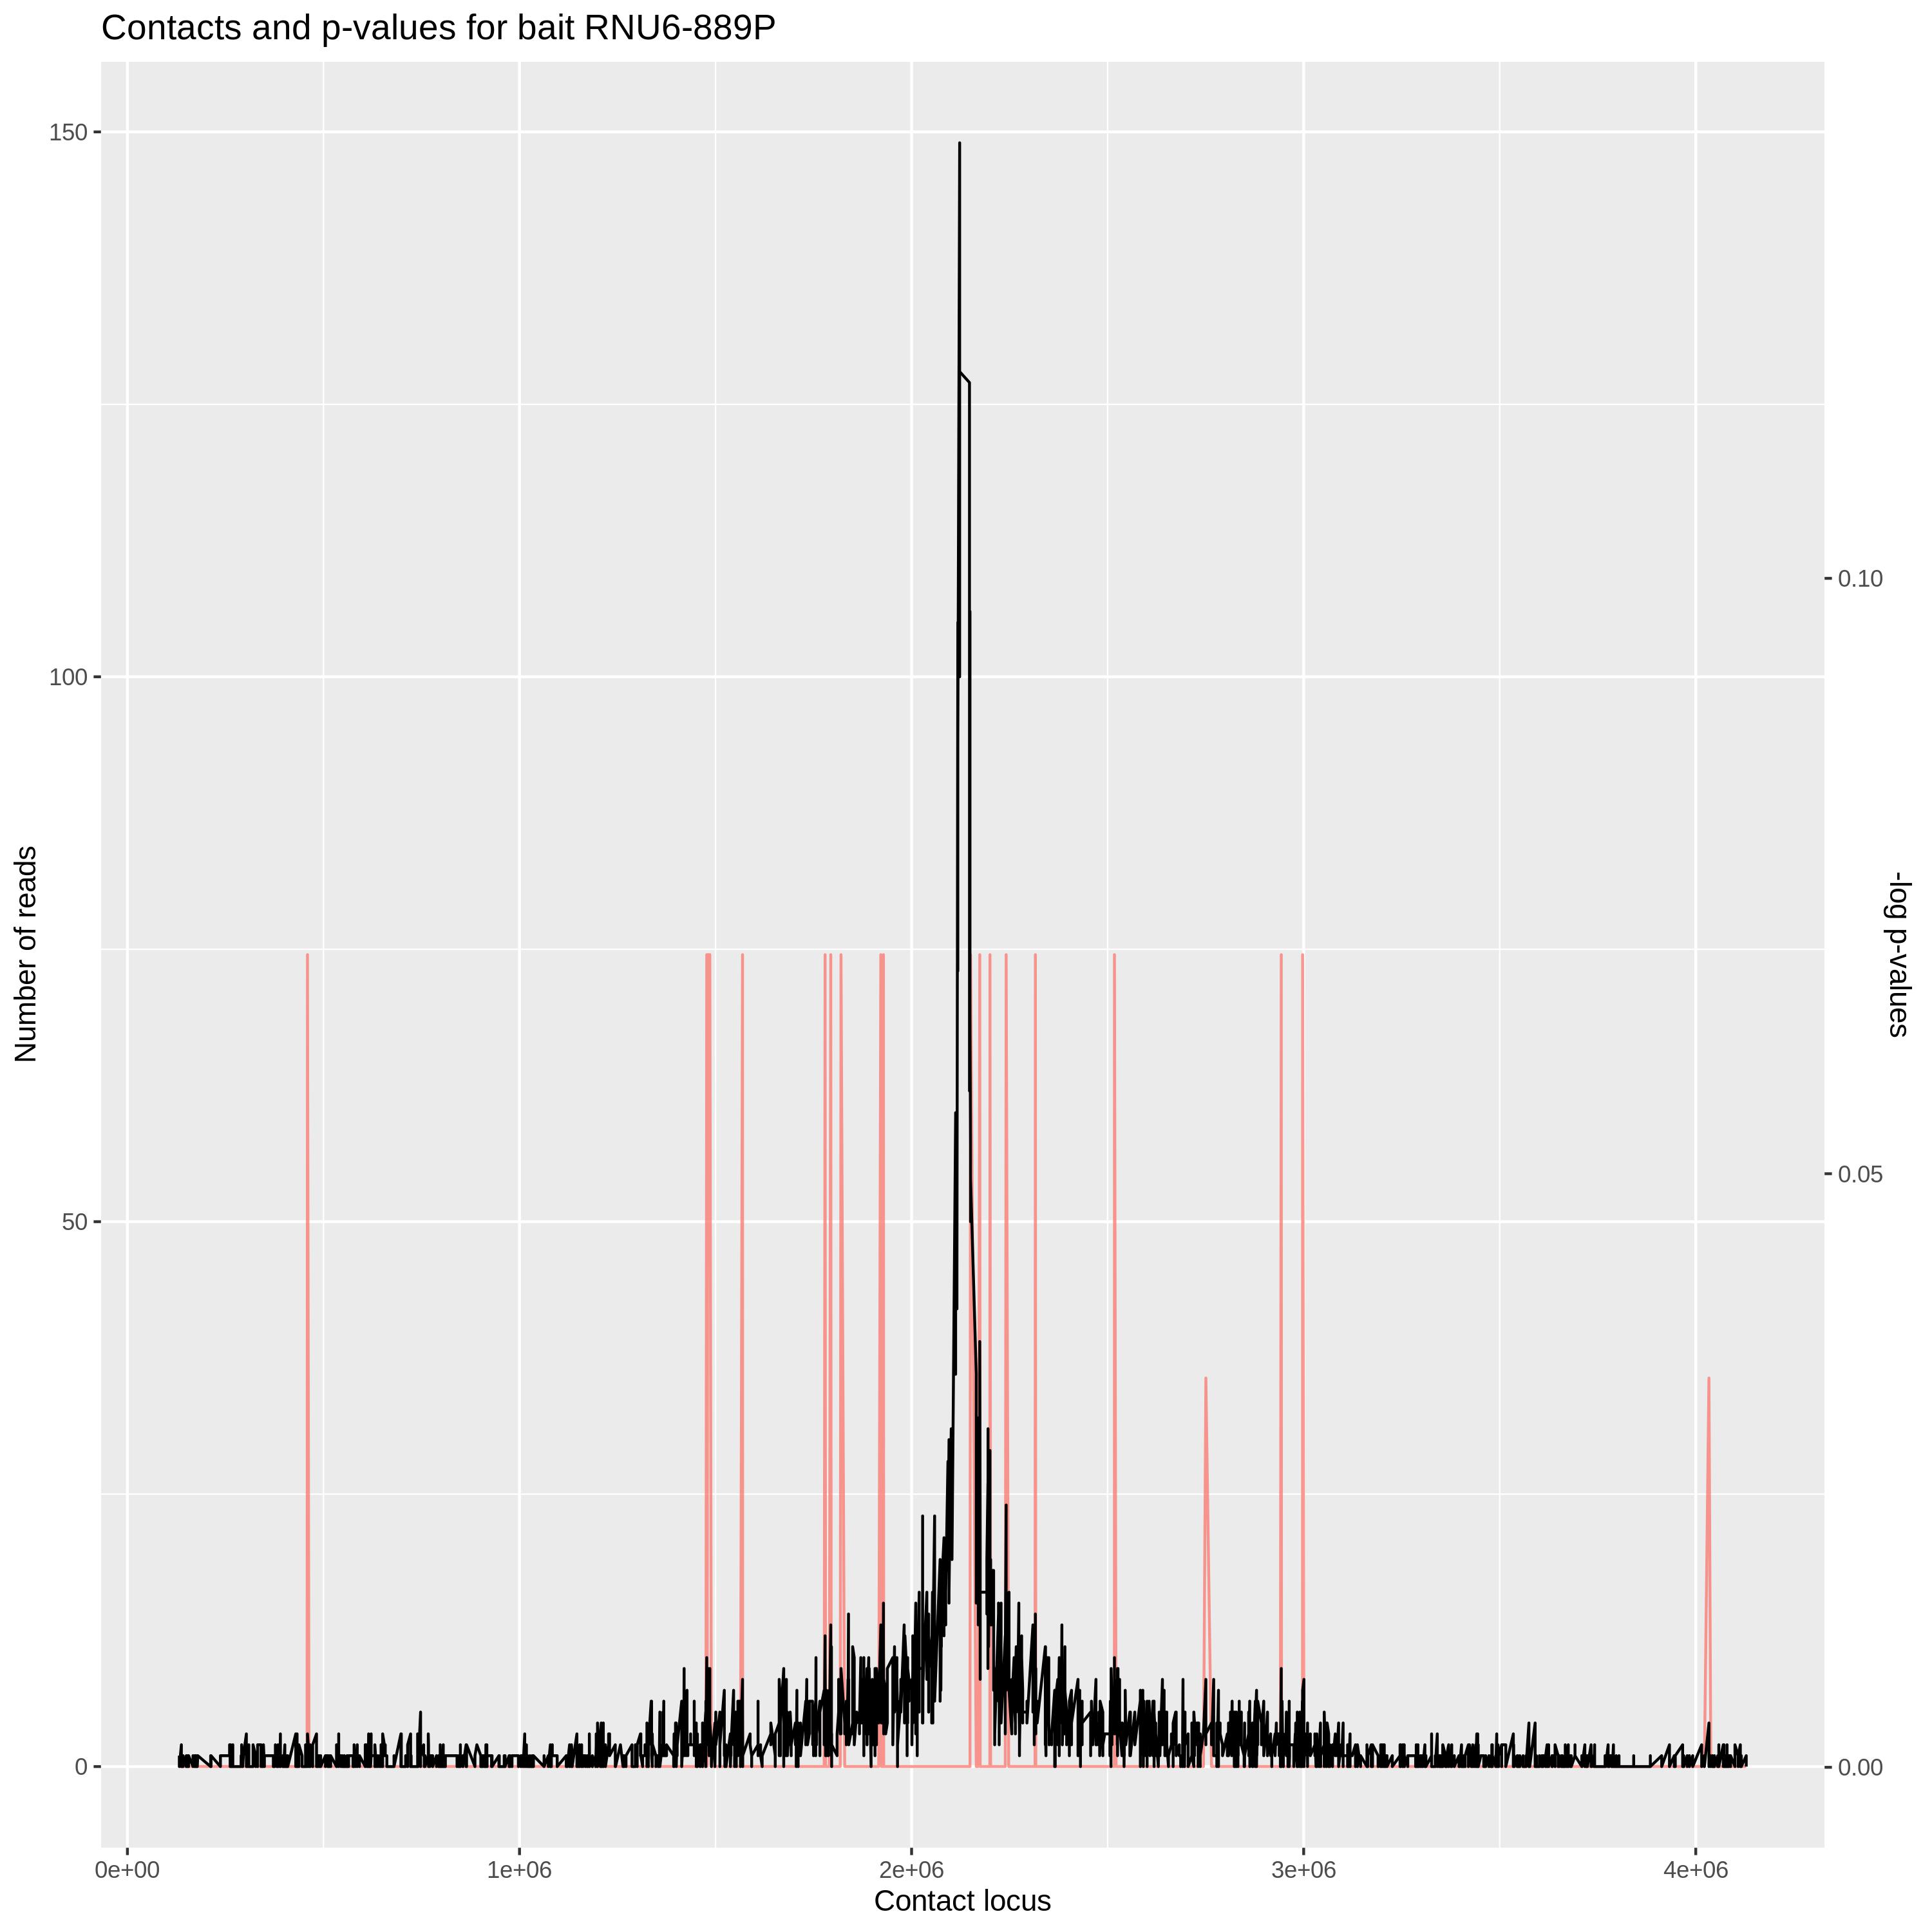 Contacts and p-values for bait RNU6-889P
150
100
50
0
Number of reads
0.10
0.05
0.00
-log p-values
0e+00
1e+06
2e+06
3e+06
4e+06
Contact locus